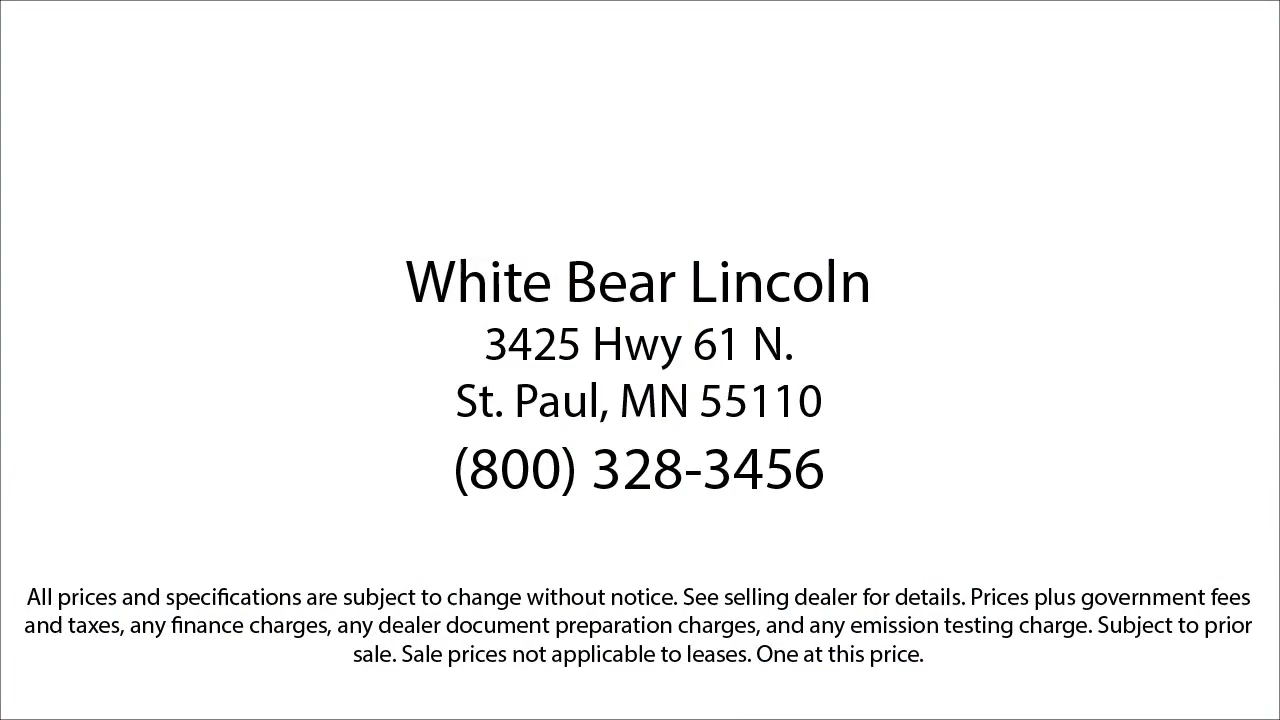 White Bear Lincoln
3425 Hwy 61 N.
St. Paul, MN 55110
(800) 328-3456
All prices and specifications are subject to change without notice. See selling dealer for details. Prices plus government fees
and taxes, any finance charges, any dealer document preparation charges, and any emission testing charge. Subject to prior
sale. Sale prices not applicable to leases. One at this price.